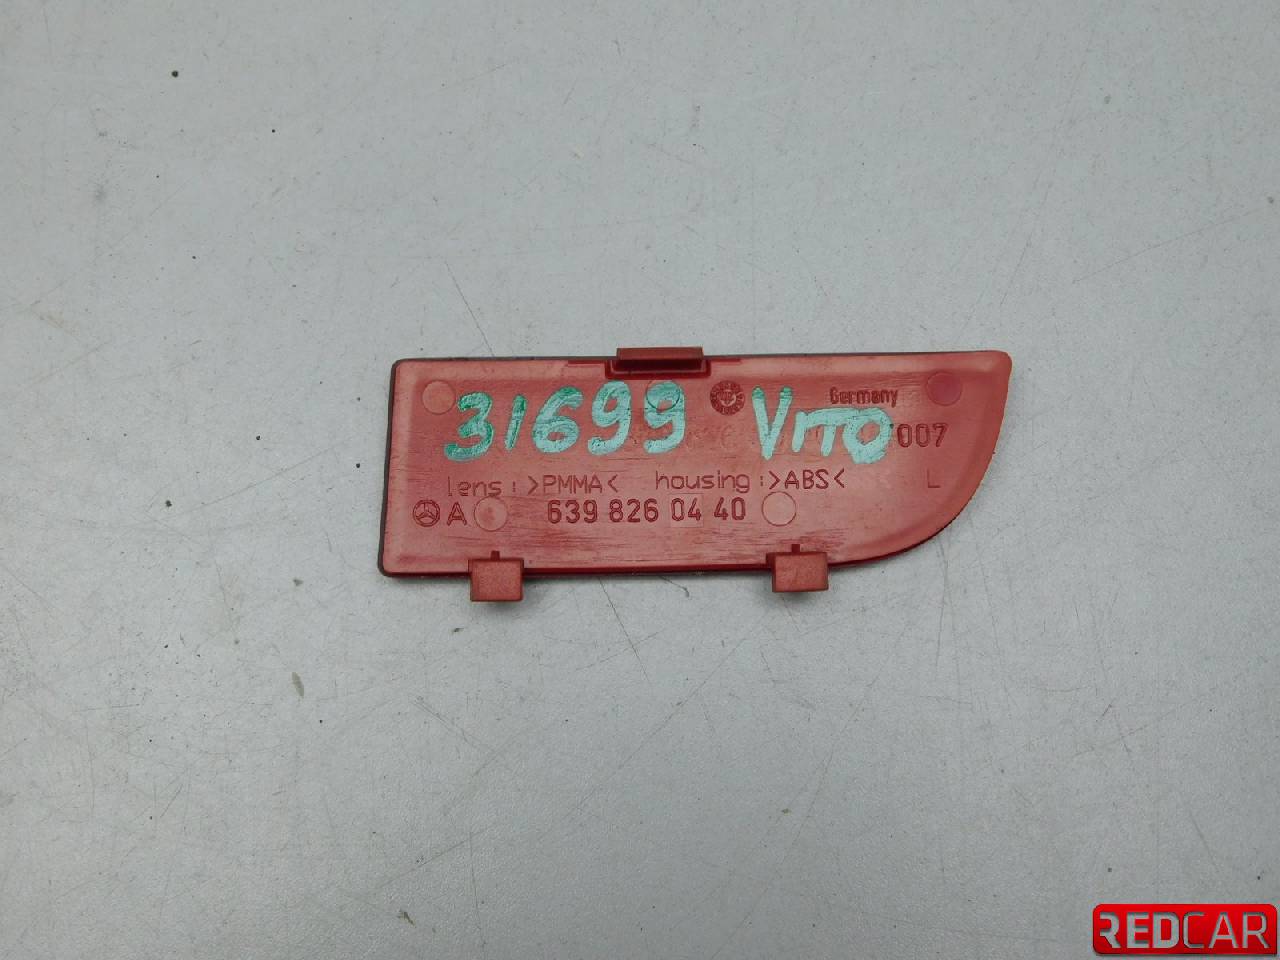 Germany
31699 VITO 007
lens: >PMMA< housing: >ABS< L
A 639 826 04 40
REDCAR